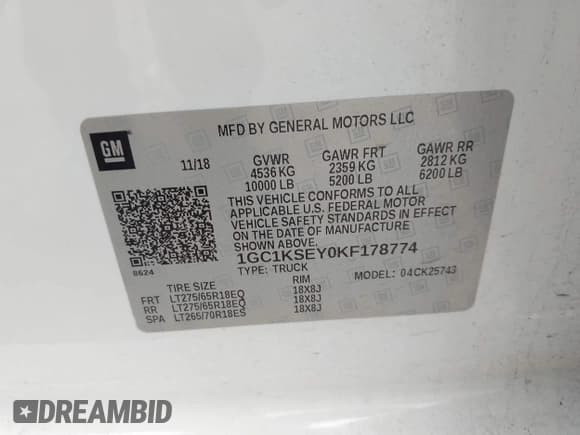 MFD BY GENERAL MOTORS LLC
GM
11/18 GVWR GAWR FRT GAWR RR
4536 KG 2359 KG 2812 KG
10000 LB 5200 LB 6200 LB
THIS VEHICLE CONFORMS TO ALL
APPLICABLE U.S. FEDERAL MOTOR
VEHICLE SAFETY STANDARDS IN EFFECT
ON THE DATE OF MANUFACTURE
SHOWN ABOVE.
1GC1KSEY0KF178774
8624
TYPE: TRUCK MODEL: 04CK25743
TIRE SIZE RIM
FRT LT275/65R18EQ 18X8J
RR LT275/65R18EQ 18X8J
SPA LT265/70R18ES 18X8J
DREAMBID